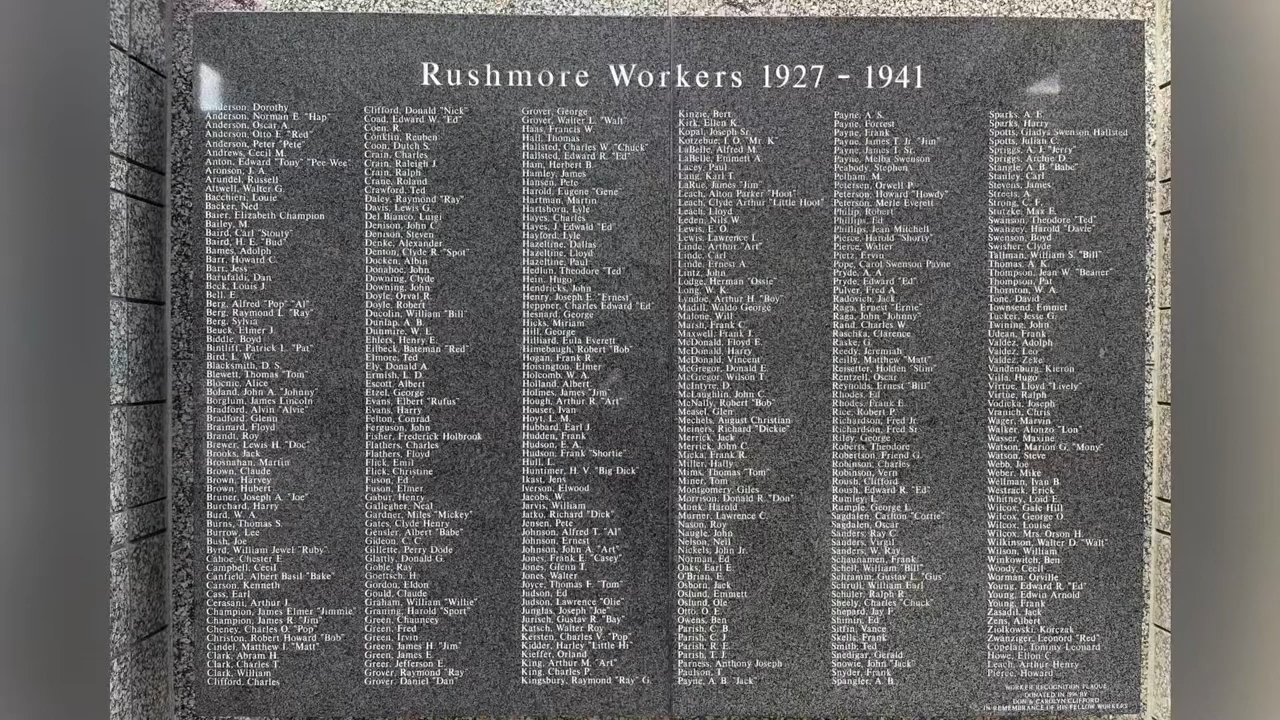 Rushmore Workers 1927 - 1941
Anderson, Dorothy
Anderson, Norman E. "Hap"
Anderson, Oscar A.
Anderson, Otto E. "Red"
Anderson, Peter "Pete"
Andrews, Cecil M.
Anton, Edward "Tony" "Pee-Wee"
Aronson, J. A.
Arundel, Russell
Attwell, Walter G.
Bacchieri, Louie
Backer, Ned
Baier, Elizabeth Champion
Bailey, M.
Baird, Carl "Stouty"
Baird, H. E. "Bud"
Barnes, Adolph
Barr, Howard C.
Barr, Jess
Barufaldi, Dan
Beck, Louis J.
Bell, E.
Berg, Alfred "Pop" "Al"
Berg, Raymond L. "Ray"
Berg, Sylvia
Beuck, Elmer J.
Biddle, Boyd
Bintliff, Patrick L. "Pat"
Bird, L. W.
Blacksmith, D. S.
Blewett, Thomas "Tom"
Bloemie, Alice
Boland, John A. "Johnny"
Borglum, James Lincoln
Bradford, Alvin "Alvie"
Bradford, Glenn
Brainard, Floyd
Brandt, Roy
Brewer, Lewis H. "Doc"
Brooks, Jack
Brosnahan, Martin
Brown, Claude
Brown, Harvey
Brown, Hubert
Bruner, Joseph A. "Joe"
Burchard, Harry
Burd, W. A.
Burns, Thomas S.
Burrow, Lee
Bush, Joe
Byrd, William Jewel "Ruby"
Cahoe, Chester E.
Campbell, Cecil
Canfield, Albert Basil "Bake"
Carson, Kenneth
Cass, Earl
Cerasani, Arthur J.
Champion, James Elmer "Jimmie"
Champion, James R. "Jim"
Cheney, Charles O. "Pop"
Christon, Robert Howard "Bob"
Cindel, Matthew I. "Matt"
Clark, Abram H.
Clark, Charles T.
Clark, William
Clifford, Charles
Clifford, Donald "Nick"
Coad, Edward W. "Ed"
Coen, R.
Conklin, Reuben
Coon, Dutch S.
Crain, Charles
Crain, Raleigh J.
Crain, Ralph
Crane, Roland
Crawford, Ted
Daley, Raymond "Ray"
Davis, Lewis G.
Del Bianco, Luigi
Denison, John C.
Denison, Steven
Denke, Alexander
Denton, Clyde R. "Spot"
Docken, Albin
Donahoe, John
Downing, Clyde
Downing, John
Doyle, Orval R.
Doyle, Robert
Ducolin, William "Bill"
Dunlap, A. B.
Dunmire, W. L.
Ehlers, Henry E.
Eilbeck, Bateman "Red"
Elmore, Ted
Ely, Donald A.
Ermish, L. D.
Escott, Albert
Etzel, George
Evans, Elbert "Rufus"
Evans, Harry
Felton, Conrad
Ferguson, John
Fisher, Frederick Holbrook
Flathers, Charles
Flathers, Floyd
Flick, Emil
Flick, Christine
Fuson, Ed
Fuson, Elmer
Gabur, Henry
Gallegher, Neal
Gardner, Miles "Mickey"
Gates, Clyde Henry
Gensler, Albert "Babe"
Gideon, C. C.
Gillette, Perry Dode
Glattly, Donald G.
Goble, Ray
Goettsch, H.
Gordon, Eldon
Gould, Claude
Graham, William "Willie"
Graning, Harold "Sport"
Green, Chauncey
Green, Fred
Green, Irvin
Green, James H. "Jim"
Green, James E.
Greer, Jefferson E.
Grover, Raymond "Ray"
Grover, Daniel "Dan"
Grover, George
Grover, Walter L. "Walt"
Haas, Francis W.
Hall, Thomas
Hallsted, Charles W. "Chuck"
Hallsted, Edward R. "Ed"
Ham, Herbert B.
Hamley, James
Hansen, Pete
Harold, Eugene "Gene"
Hartman, Martin
Hartshorn, Lyle
Hayes, Charles
Hayes, J. Edwald "Ed"
Hayford, Lyle
Hazeltine, Dallas
Hazeltine, Lloyd
Hazeltine, Paul
Hedlun, Theodore "Ted"
Hein, Hugo
Hendricks, John
Henry, Joseph E. "Ernest"
Heppner, Charles Edward "Ed"
Hesnard, George
Hicks, Miriam
Hill, George
Hilliard, Eula Everett
Himebaugh, Robert "Bob"
Hogan, Frank R.
Hoisington, Elmer
Holcomb, W. A.
Holland, Albert
Holmes, James "Jim"
Hough, Arthur R. "Art"
Houser, Ivan
Hoyt, L. M.
Hubbard, Earl J.
Hudden, Frank
Hudson, E. A.
Hudson, Frank "Shortie"
Hull, L.
Huntimer, H. V. "Big Dick"
Ikast, Jens
Iverson, Elwood
Jacobs, W.
Jarvis, William
Jatko, Richard "Dick"
Jensen, Pete
Johnson, Alfred T. "Al"
Johnson, Ernest
Johnson, John A. "Art"
Jones, Frank E. "Casey"
Jones, Glenn T.
Jones, Walter
Joyce, Thomas F. "Tom"
Judson, Ed
Judson, Lawrence "Olie"
Junglas, Joseph "Joe"
Jurisch, Gustav R. "Bay"
Katsch, Walter Roy
Kersten, Charles V. "Pop"
Kidder, Harley "Little Hi"
Kieffer, Orland
King, Arthur M. "Art"
King, Charles P.
Kingsbury, Raymond "Ray" G.
Kinzie, Bert
Kirk, Ellen K.
Kopal, Joseph Sr.
Kotzebue, I. O. "Mr. K"
LaBelle, Alfred M.
LaBelle, Emmett A.
Lacey, Paul
Lang, Karl T.
LaRue, James "Jim"
Leach, Alton Parker "Hoot"
Leach, Clyde Arthur "Little Hoot"
Leach, Lloyd
Leden, Nils W.
Lewis, E. O.
Lewis, Lawrence L.
Linde, Arthur "Art"
Linde, Carl
Linde, Ernest A.
Lintz, John
Lodge, Herman "Ossie"
Long, W. K.
Lyndoe, Arthur H. "Boy"
Madill, Waldo George
Malone, Will
Marsh, Frank C.
Maxwell, Frank J.
McDonald, Floyd E.
McDonald, Harry
McDonald, Vincent
McGregor, Donald E.
McGregor, Wilson T.
McIntyre, D.
McLaughlin, John C.
McNally, Robert "Bob"
Measel, Glen
Mechels, August Christian
Meiners, Richard "Dickie"
Merrick, Jack
Merrick, John C.
Micka, Frank R.
Miller, Hally
Mims, Thomas "Tom"
Miner, Tom
Montgomery, Giles
Morrison, Donald R. "Don"
Munk, Harold
Murner, Lawrence C.
Nason, Roy
Naugle, John
Nelson, Neil
Nickels, John Jr.
Norman, Ed
Oaks, Earl E.
O'Brian, E.
Osborn, Jack
Oslund, Emmett
Oslund, Ole
Otto, O. E.
Owens, Ben
Parish, C. B.
Parish, C. J.
Parish, R. E.
Parish, T. J.
Parness, Anthony Joseph
Paulson, T.
Payne, A. B. "Jack"
Payne, A. S.
Payne, Forrest
Payne, Frank
Payne, James T. Jr. "Jim"
Payne, James T. Sr.
Payne, Melba Swenson
Peabody, Stephen
Pelham, M.
Petersen, Orwell P.
Peterson, Howard "Howdy"
Peterson, Merle Everett
Philip, Robert
Phillips, Ed
Phillips, Jean Mitchell
Pierce, Harold "Shorty"
Pierce, Walter
Pietz, Ervin
Pope, Carol Swenson Payne
Pryde, A. A.
Pryde, Edward "Ed"
Pulver, Fred A.
Radovich, Jack
Raga, Ernest "Ernie"
Raga, John "Johnny"
Rand, Charles W.
Raschka, Clarence
Raske, G.
Reedy, Jeremiah
Reilly, Matthew "Matt"
Reissetter, Holden "Stim"
Rentzell, Oscar
Reynolds, Ernest "Bill"
Rhodes, Ed
Rhodes, Frank E.
Rice, Robert P.
Richardson, Fred Jr.
Richardson, Fred Sr.
Riley, George
Roberts, Theodore
Robertson, Friend G.
Robinson, Charles
Robinson, Vern
Roush, Clifford
Roush, Edward R. "Ed"
Rumley, L.
Rumple, George L.
Sagdalen, Carlton "Cortie"
Sagdalen, Oscar
Sanders, Ray C.
Sanders, Virgil
Sanders, W. Ray
Schaunamen, Frank
Schelt, William "Bill"
Schramm, Gustav L. "Gus"
Schrull, William Earl
Schuler, Ralph R.
Sheely, Charles "Chuck"
Shepard, Jay P.
Shimin, Ed
Sittin, Vance
Skells, Frank
Smith, Ted
Snedigar, Gerald
Snowie, John "Jack"
Snyder, Frank
Spangler, A. B.
Sparks, A. E.
Sparks, Harry
Spotts, Gladys Swenson Hallsted
Spotts, Julian C.
Spriggs, A. J. "Jerry"
Spriggs, Archie D.
Stangle, A. B. "Babe"
Stanley, Carl
Stevens, James
Streets, A.
Strong, C. F.
Stutzke, Max E.
Swanson, Theodore "Ted"
Swanzey, Harold "Davie"
Swenson, Boyd
Swisher, Clyde
Tallman, William S. "Bill"
Thomas, A. K.
Thompson, Jean W. "Beaner"
Thompson, Pat
Thornton, W. A.
Tone, David
Townsend, Emmet
Tucker, Jesse G.
Twining, John
Udean, Frank
Valdez, Adolph
Valdez, Leo
Valdez, Zeke
Vandenburg, Kieron
Villa, Hugo
Virtue, Lloyd "Lively"
Virtue, Ralph
Vodicka, Joseph
Vranich, Chris
Wager, Marvin
Walker, Alonzo "Lon"
Wasser, Maxine
Watson, Marion G. "Mony"
Watson, Steve
Webb, Joe
Weber, Mike
Wellman, Ivan B.
Westrack, Erick
Whitney, Loid E.
Wilcox, Gale Hill
Wilcox, George O.
Wilcox, Louise
Wilcox, Mrs. Orson H.
Wilkinson, Walter D. "Walt"
Wilson, William
Winkowitch, Ben
Woody, Cecil
Worman, Orville
Young, Edward R. "Ed"
Young, Edwin Arnold
Young, Frank
Zasadil, Jack
Zens, Albert
Ziolkowski, Korczak
Zwanziger, Leonard "Red"
Copelan, Tommy-Leonard
Howe, Ellon C.
Leach, Arthur Henry
Pierce, Howard
WORKER RECOGNITION PLAQUE
DONATED IN 1996 BY
DON & CAROLYN CLIFFORD
IN REMEMBRANCE OF HIS FELLOW WORKERS